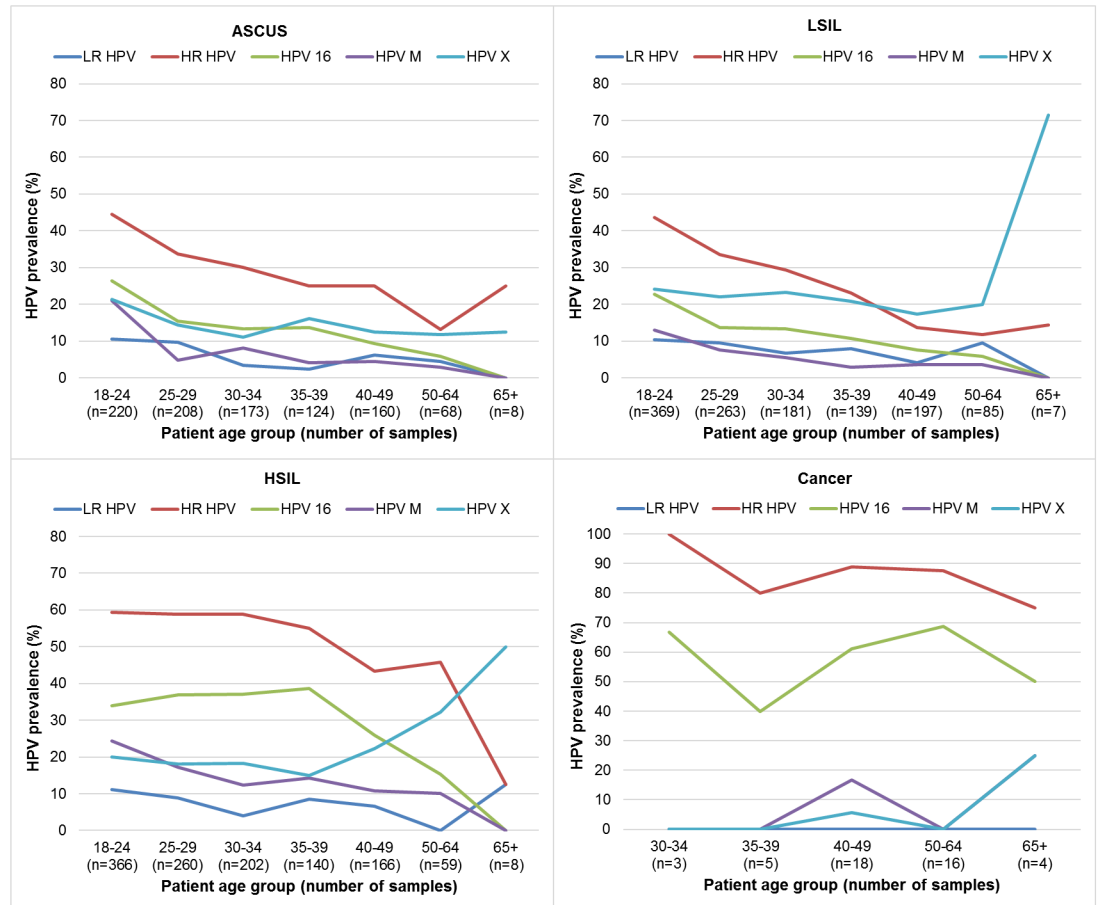 ASCUS
LR HPV HR HPV HPV 16 HPV M HPV X
HPV prevalence (%)
80
70
60
50
40
30
20
10
0
18-24 25-29 30-34 35-39 40-49 50-64 65+
(n=220) (n=208) (n=173) (n=124) (n=160) (n=68) (n=8)
Patient age group (number of samples)
LSIL
LR HPV HR HPV HPV 16 HPV M HPV X
HPV prevalence (%)
80
70
60
50
40
30
20
10
0
18-24 25-29 30-34 35-39 40-49 50-64 65+
(n=369) (n=263) (n=181) (n=139) (n=197) (n=85) (n=7)
Patient age group (number of samples)
HSIL
LR HPV HR HPV HPV 16 HPV M HPV X
HPV prevalence (%)
80
70
60
50
40
30
20
10
0
18-24 25-29 30-34 35-39 40-49 50-64 65+
(n=366) (n=260) (n=202) (n=140) (n=166) (n=59) (n=8)
Patient age group (number of samples)
Cancer
LR HPV HR HPV HPV 16 HPV M HPV X
HPV prevalence (%)
100
90
80
70
60
50
40
30
20
10
0
30-34 35-39 40-49 50-64 65+
(n=3) (n=5) (n=18) (n=16) (n=4)
Patient age group (number of samples)